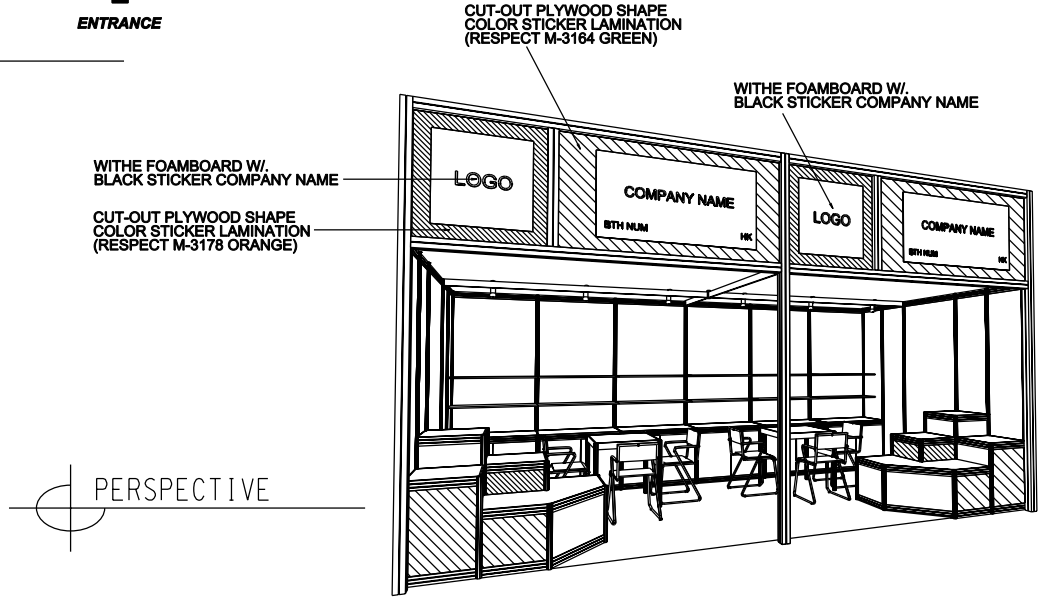 ENTRANCE
CUT-OUT PLYWOOD SHAPE
COLOR STICKER LAMINATION
(RESPECT M-3164 GREEN)
WITHE FOAMBOARD W/.
BLACK STICKER COMPANY NAME
WITHE FOAMBOARD W/.
BLACK STICKER COMPANY NAME
CUT-OUT PLYWOOD SHAPE
COLOR STICKER LAMINATION
(RESPECT M-3178 ORANGE)
LOGO
COMPANY NAME
BTH NUM
HK
LOGO
COMPANY NAME
BTH NUM
HK
PERSPECTIVE